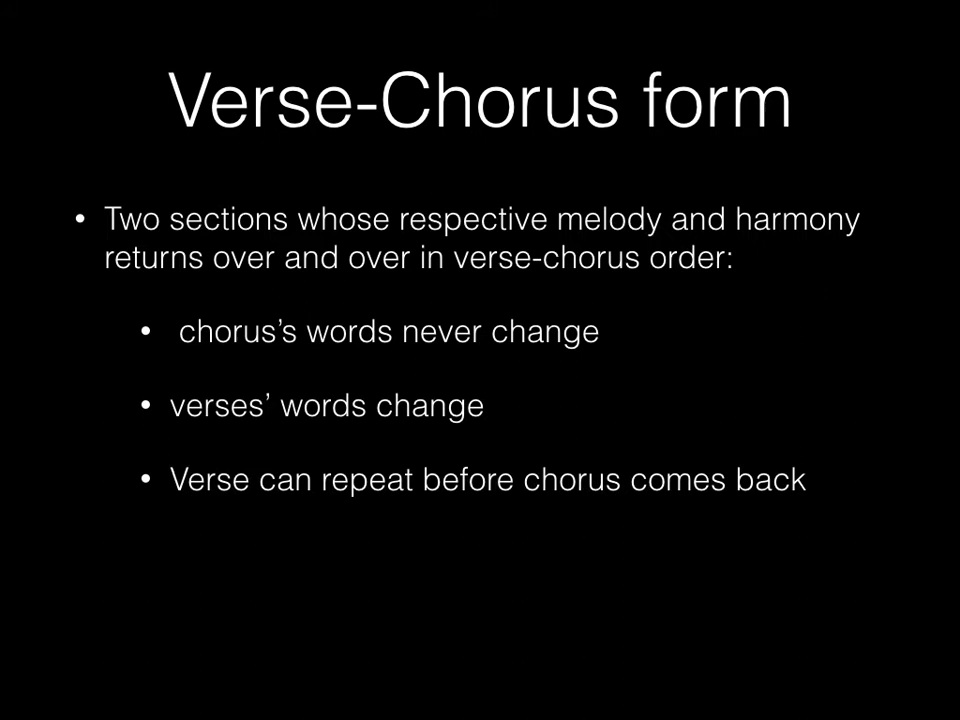 Verse-Chorus form
• Two sections whose respective melody and harmony
returns over and over in verse-chorus order:
• chorus’s words never change
• verses’ words change
• Verse can repeat before chorus comes back